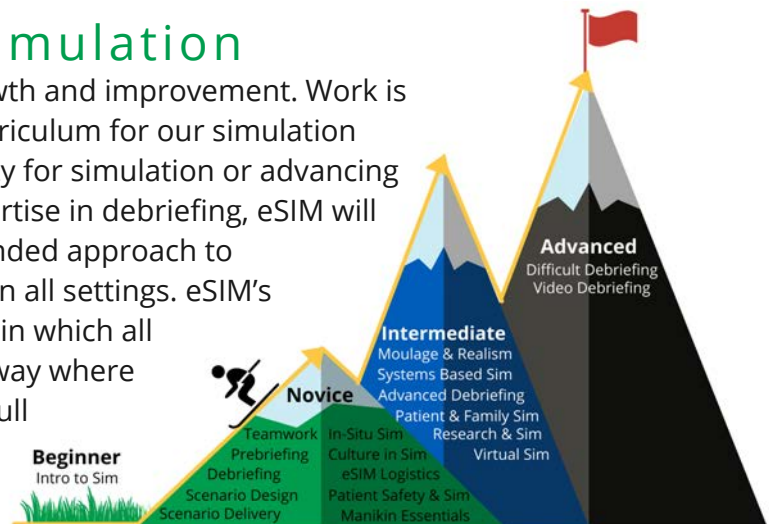 mulation
wth and improvement. Work is
riculum for our simulation
y for simulation or advancing
rtise in debriefing, eSIM will
nded approach to
n all settings. eSIM's
in which all
way where
ull
Beginner
Intro to Sim
Novice
Teamwork In-Situ Sim
Prebriefing Culture in Sim
Debriefing eSIM Logistics
Scenario Design Patient Safety & Sim
Scenario Delivery Manikin Essentials
Intermediate
Moulage & Realism
Systems Based Sim
Advanced Debriefing
Patient & Family Sim
Research & Sim
Virtual Sim
Advanced
Difficult Debriefing
Video Debriefing